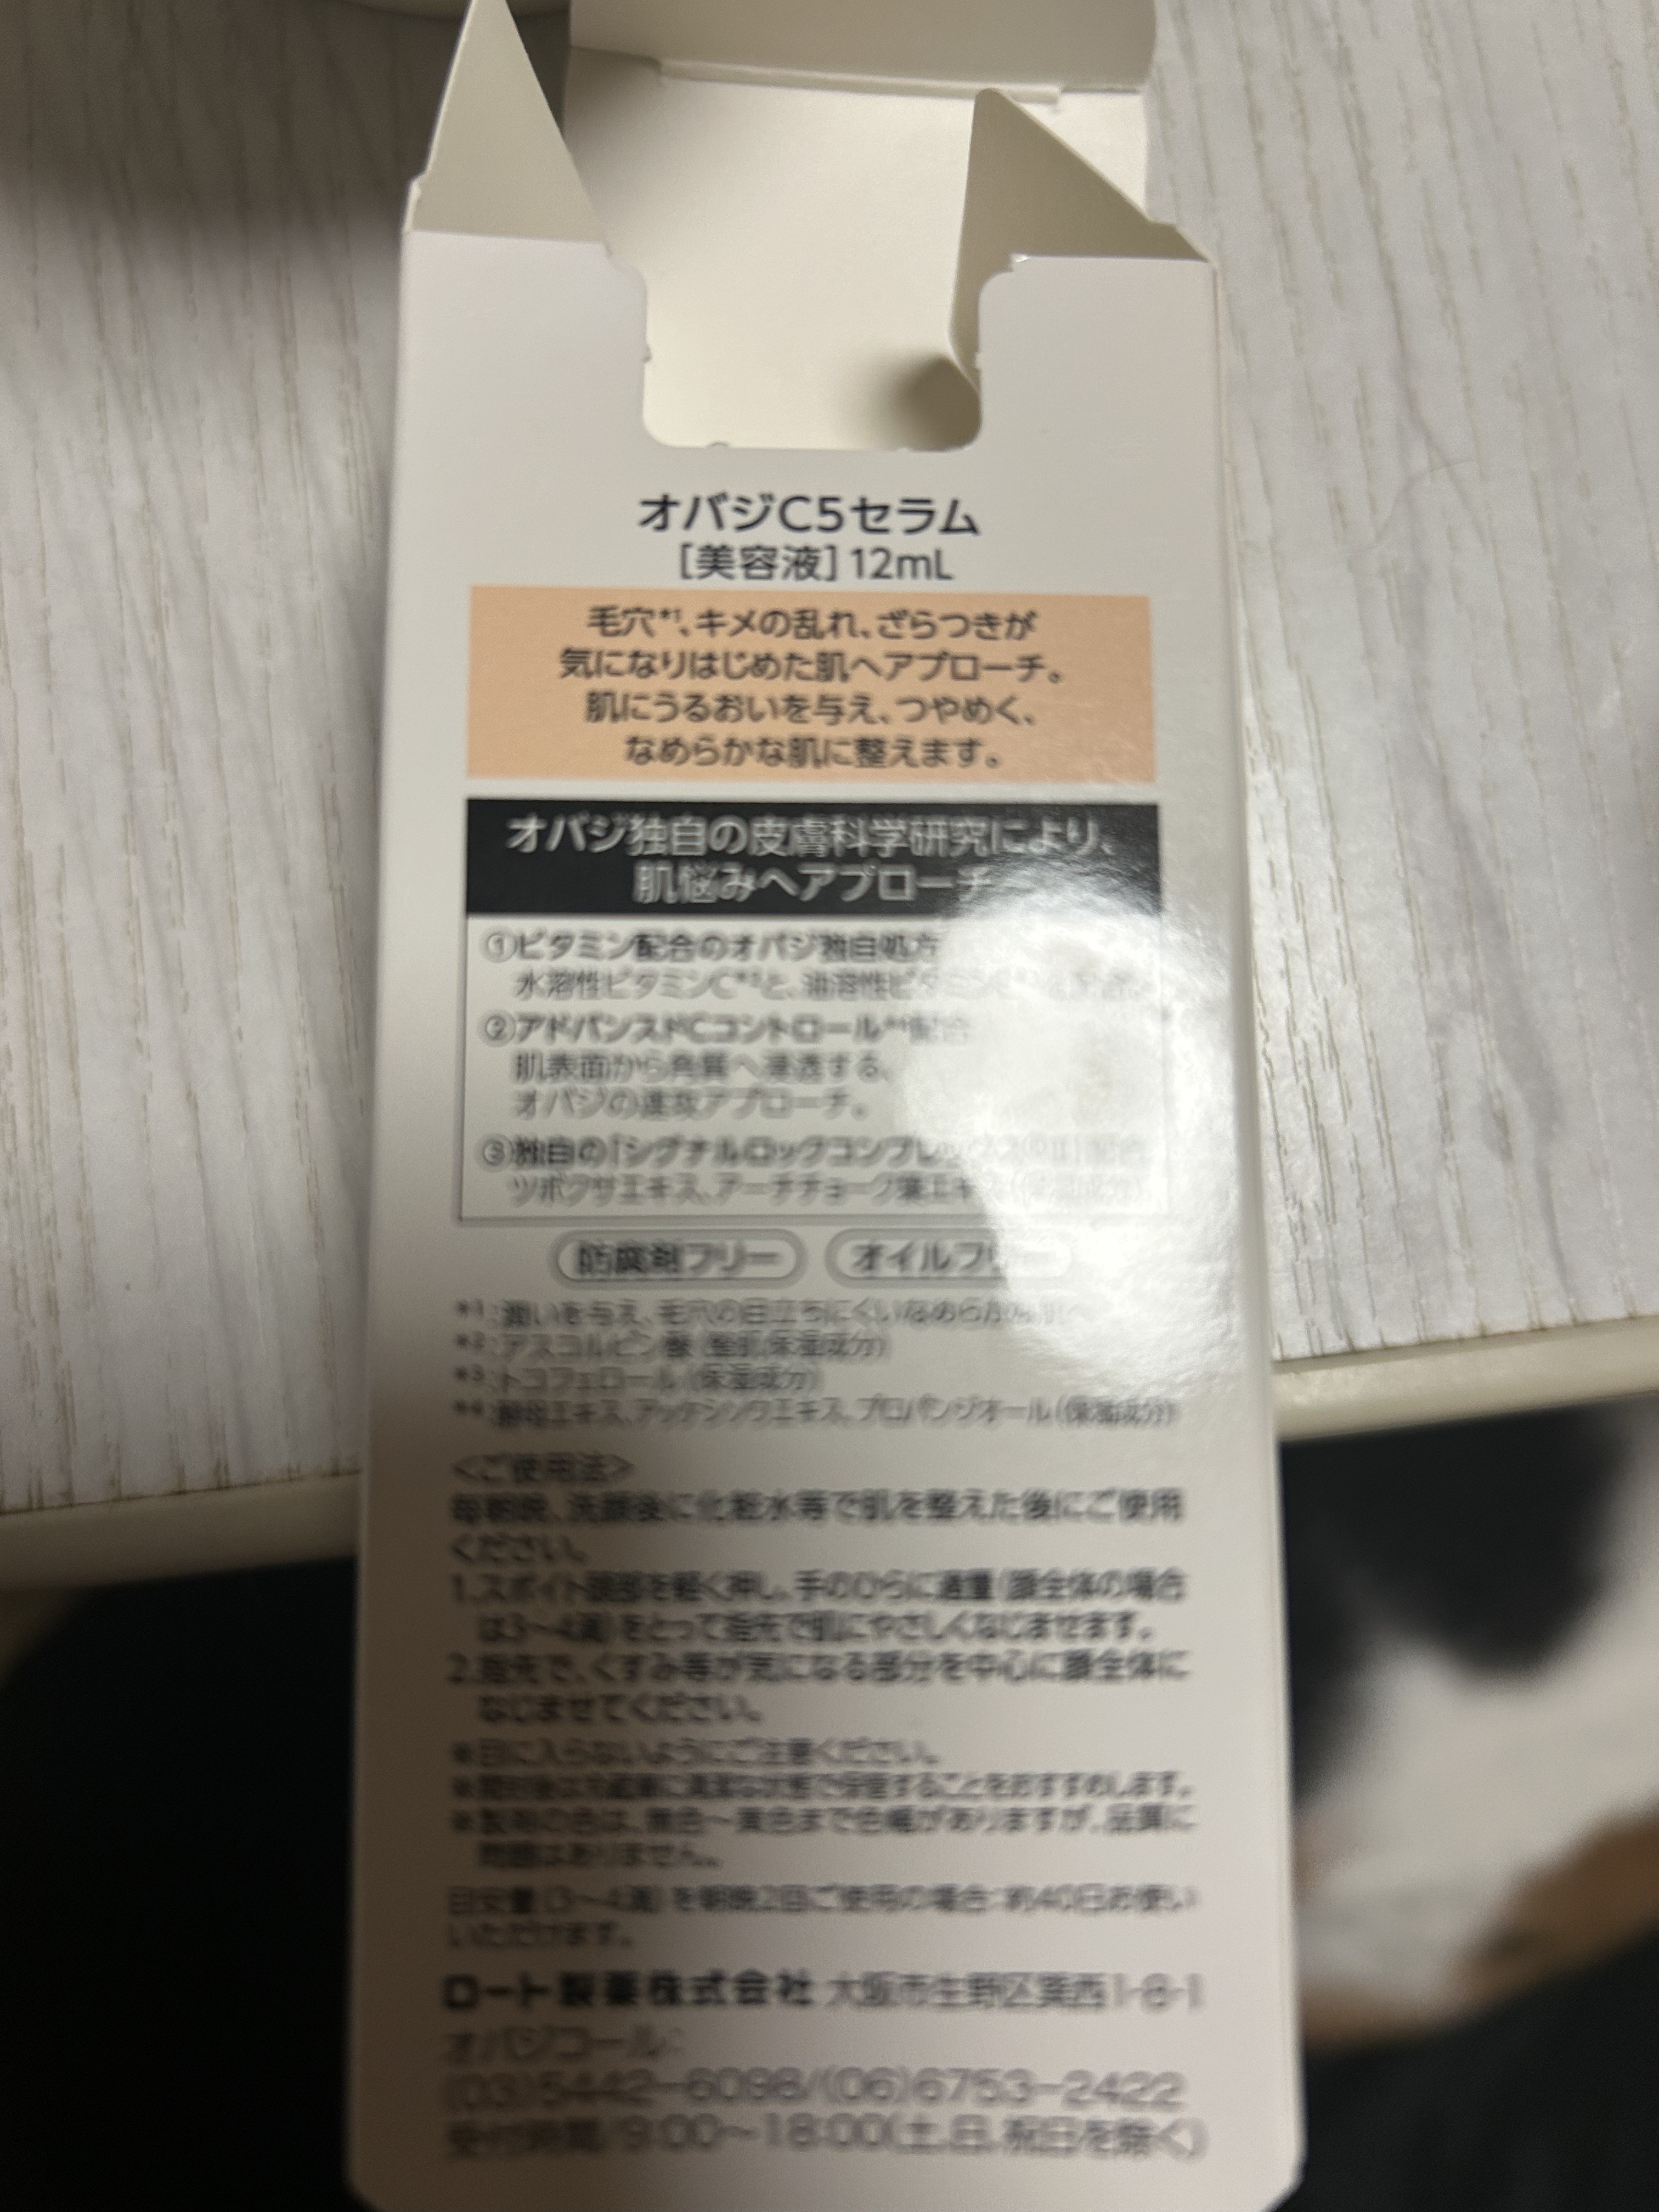 オバジC5セラム
[美容液] 12mL
毛穴*1、キメの乱れ、ざらつきが
気になりはじめた肌へアプローチ。
肌にうるおいを与え、つやめく、
なめらかな肌に整えます。
オバジ独自の皮膚科学研究により、
肌悩みへアプローチ
①ビタミン配合のオバジ独自処方
水溶性ビタミンC*2と、油溶性ビタミンE*3を配合。
②アドバンスドCコントロール*4配合
肌表面から角質へ浸透する、
オバジの速攻アプローチ。
③独自の「シグナルロックコンプレックス®Ⅱ」配合
ツボクサエキス、アーチチョーク葉エキス(保湿成分)
防腐剤フリー
オイルフリー
*1:潤いを与え、毛穴の目立ちにくいなめらかな肌へ
*2:アスコルビン酸(整肌保湿成分)
*3:トコフェロール(保湿成分)
*4:酵母エキス、アッケシソウエキス、プロパンジオール(保湿成分)
<ご使用法>
毎朝晩、洗顔後に化粧水等で肌を整えた後にご使用
ください。
1.スポイト頭部を軽く押し、手のひらに適量(顔全体の場合
は3〜4滴)をとって指先で肌にやさしくなじませます。
2.指先で、くすみ等が気になる部分を中心に顔全体に
なじませてください。
※目に入らないようにご注意ください。
※開封後は冷蔵庫に清潔な状態で保管することをおすすめします。
※製剤の色は、無色〜黄色まで色幅がありますが、品質に
問題はありません。
目安量(3〜4滴)を朝晩2回ご使用の場合:約40日お使い
いただけます。
ロート製薬株式会社 大阪市生野区巽西1-8-1
オバジコール:
(03)5442-6098/(06)6753-2422
受付時間/9:00〜18:00(土、日、祝日を除く)